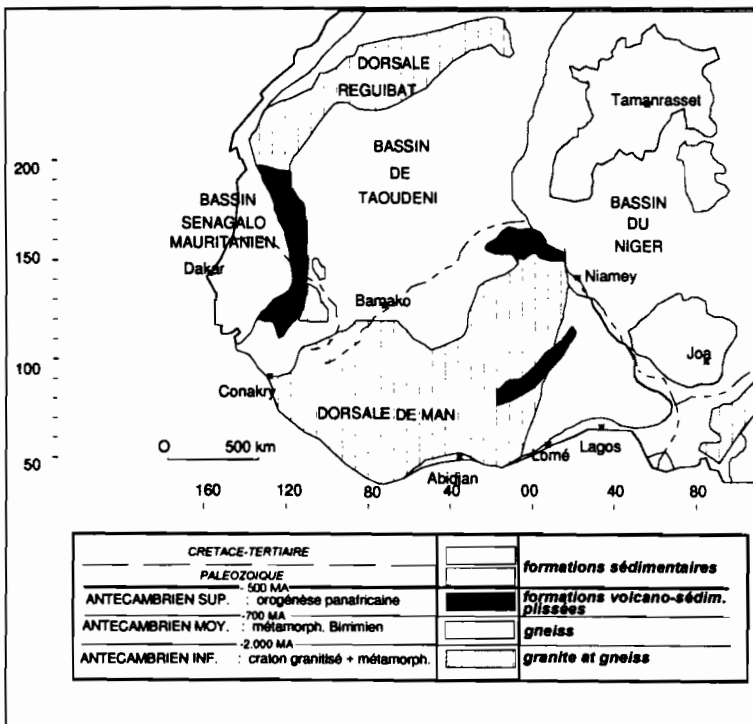 DORSALE
REGUIBAT
Tamanrasset
BASSIN
DE
TAOUDENI
200
BASSIN
SENAGALO
MAURITANIEN
BASSIN
DU
NIGER
150
Dakar
Niamey
Bamako
100
Joa
Conakry
DORSALE DE MAN
O 500 km
50
Lomé
Lagos
Abidjan
160 120 80 40 00 40 80
CRETACE-TERTIAIRE
formations sédimentaires
PALEOZOIQUE
500 MA
ANTECAMBRIEN SUP. : orogénèse panafricaine
formations volcano-sédim.
plissées
-700 MA
ANTECAMBRIEN MOY. : métamorph. Birrimien
gneiss
-2.000 MA
ANTECAMBRIEN INF. : craton granitisé + métamorph.
granite at gneiss